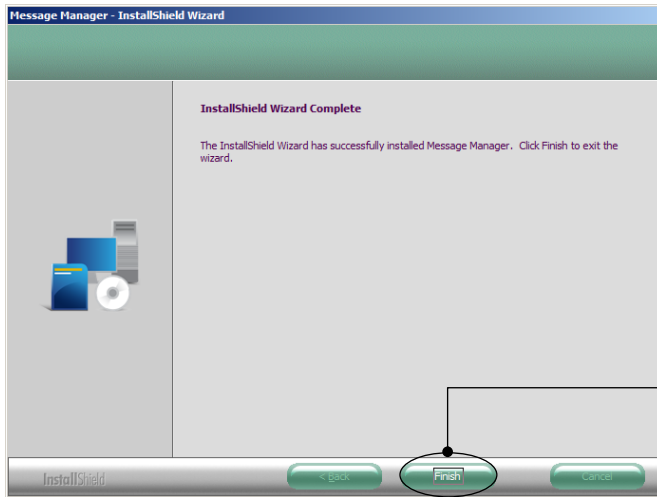 Message Manager - InstallShield Wizard
InstallShield Wizard Complete
The InstallShield Wizard has successfully installed Message Manager. Click Finish to exit the
wizard.
InstallShield
< Back
Finish
Cancel